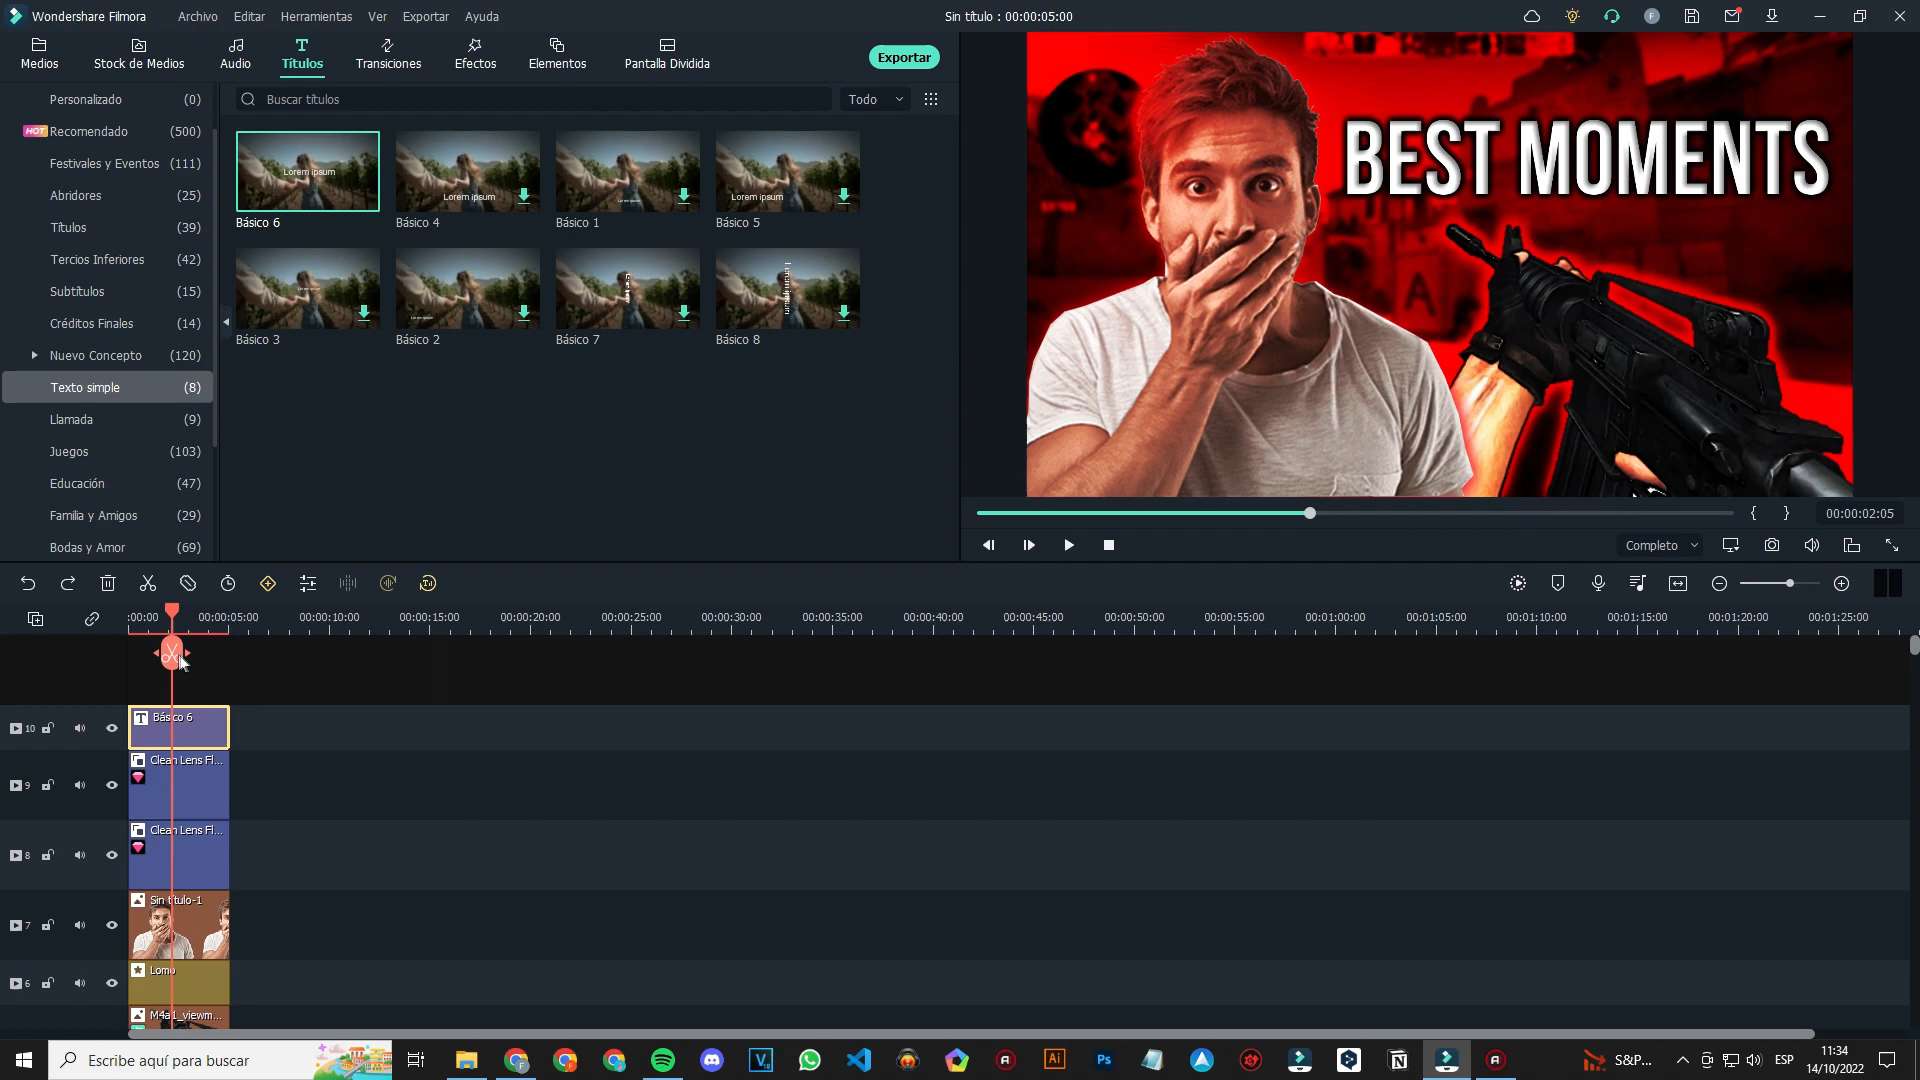 Wondershare Filmora Archivo Editar Herramientas Ver Exportar Ayuda Sin título : 00:00:05:00 F
Medios Stock de Medios Audio Títulos Transiciones Efectos Elementos Pantalla Dividida Exportar
Personalizado (0)
HOT Recomendado (500)
Festivales y Eventos (111)
Abridores (25)
Títulos (39)
Tercios Inferiores (42)
Subtítulos (15)
Créditos Finales (14)
Nuevo Concepto (120)
Texto simple (8)
Llamada (9)
Juegos (103)
Educación (47)
Familia y Amigos (29)
Bodas y Amor (69)
Buscar títulos Todo
Lorem ipsum Lorem ipsum Lorem ipsum
Básico 6 Básico 4 Básico 1 Básico 5
Lorem ipsum
Básico 3 Básico 2 Básico 7 Básico 8
BEST MOMENTS
A
00:00:02:05
Completo
:00:00 00:00:05:00 00:00:10:00 00:00:15:00 00:00:20:00 00:00:25:00 00:00:30:00 00:00:35:00 00:00:40:00 00:00:45:00 00:00:50:00 00:00:55:00 00:01:00:00 00:01:05:00 00:01:10:00 00:01:15:00 00:01:20:00 00:01:25:00
10 T Básico 6
9 Clean Lens Fl...
8 Clean Lens Fl...
7 Sin título-1
6 Lomo
M4a1_viewm...
Escribe aquí para buscar S&P... ESP 11:34
14/10/2022